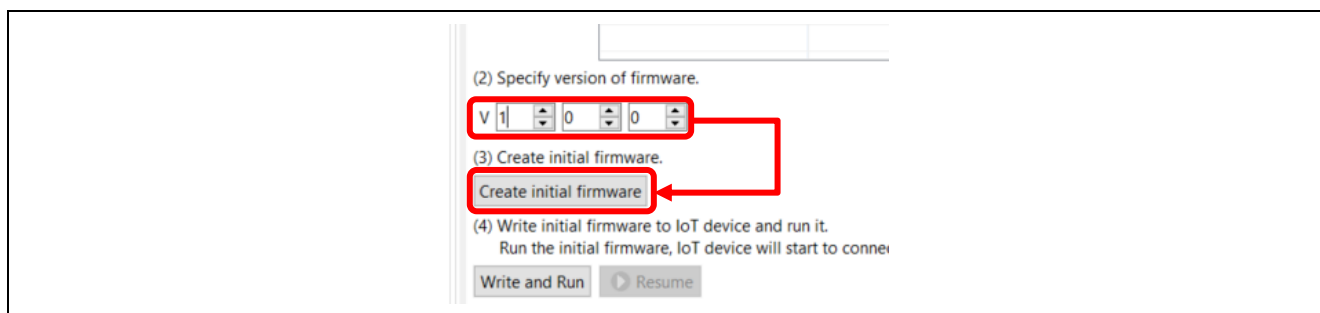 (2) Specify version of firmware.
V 1 0 0
(3) Create initial firmware.
Create initial firmware
(4) Write initial firmware to IoT device and run it.
Run the initial firmware, IoT device will start to conne
Write and Run Resume